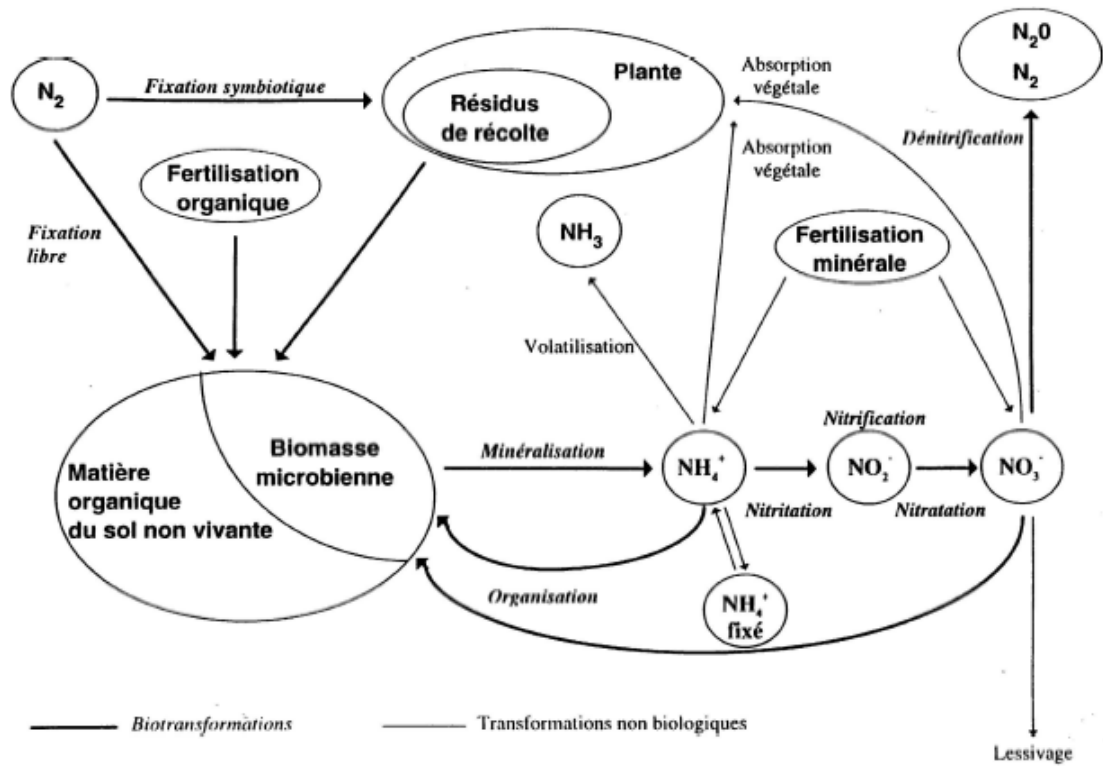 N₂0
N₂
N₂
Fixation symbiotique
Plante
Résidus
de récolte
Absorption
végétale
Absorption
végétale
Dénitrification
Fertilisation
organique
Fixation
libre
NH₃
Fertilisation
minérale
Volatilisation
Matière
organique
du sol non vivante
Biomasse
microbienne
Minéralisation
NH₄⁺
Nitrification
NO₂⁻
NO₃⁻
Nitritation
Nitratation
Organisation
NH₄⁺
fixé
Biotransformations
Transformations non biologiques
Lessivage